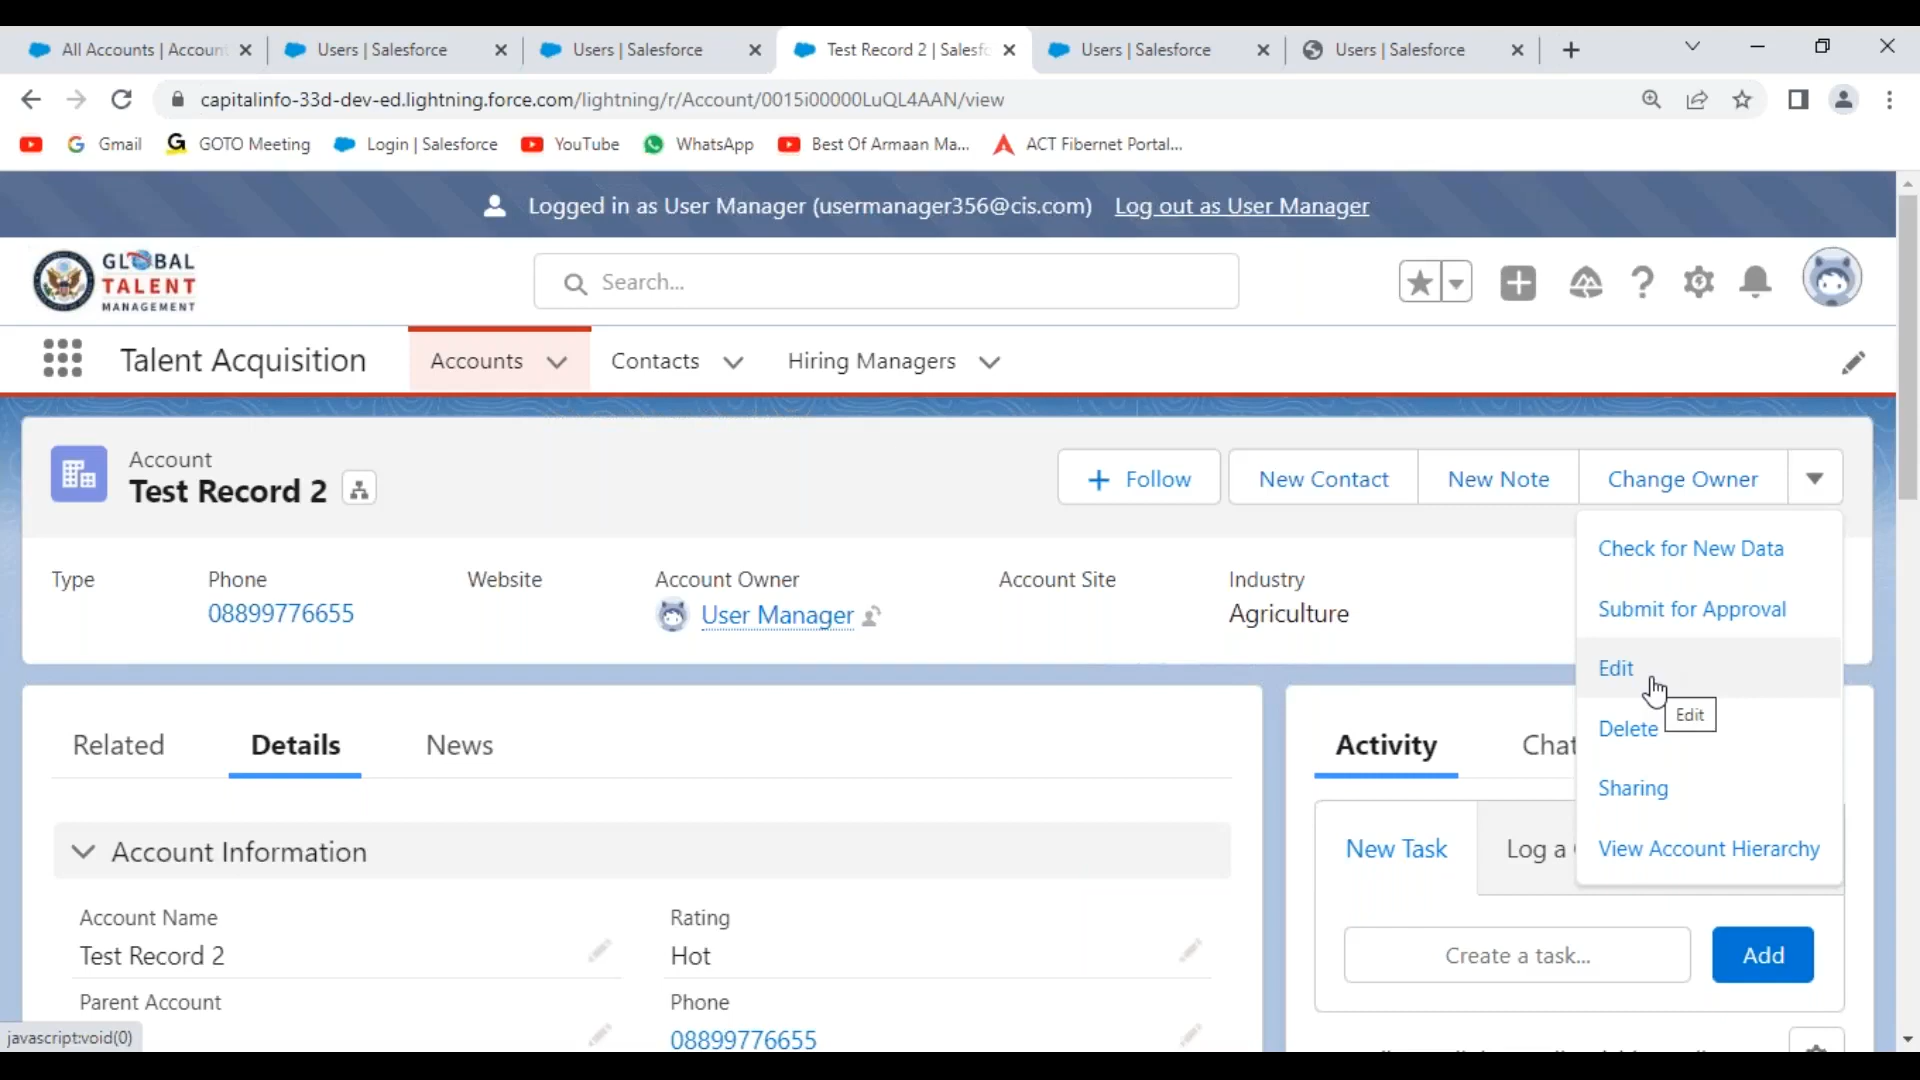 All Accounts | Accoun
Users | Salesforce
Users | Salesforce
Test Record 2 | Salesfo
Users | Salesforce
Users | Salesforce
capitalinfo-33d-dev-ed.lightning.force.com/lightning/r/Account/0015i00000LuQL4AAN/view
Gmail
GOTO Meeting
Login | Salesforce
YouTube
WhatsApp
Best Of Armaan Ma...
ACT Fibernet Portal...
Logged in as User Manager (usermanager356@cis.com) Log out as User Manager
GLOBAL
TALENT
MANAGEMENT
Search...
Talent Acquisition
Accounts
Contacts
Hiring Managers
Account
Test Record 2
Follow
New Contact
New Note
Change Owner
Check for New Data
Submit for Approval
Edit
Edit
Delete
Sharing
View Account Hierarchy
Type
Phone
08899776655
Website
Account Owner
User Manager
Account Site
Industry
Agriculture
Related
Details
News
Activity
Chat
New Task
Log a
Create a task...
Add
Account Information
Account Name
Test Record 2
Rating
Hot
Parent Account
Phone
08899776655
javascript:void(0)